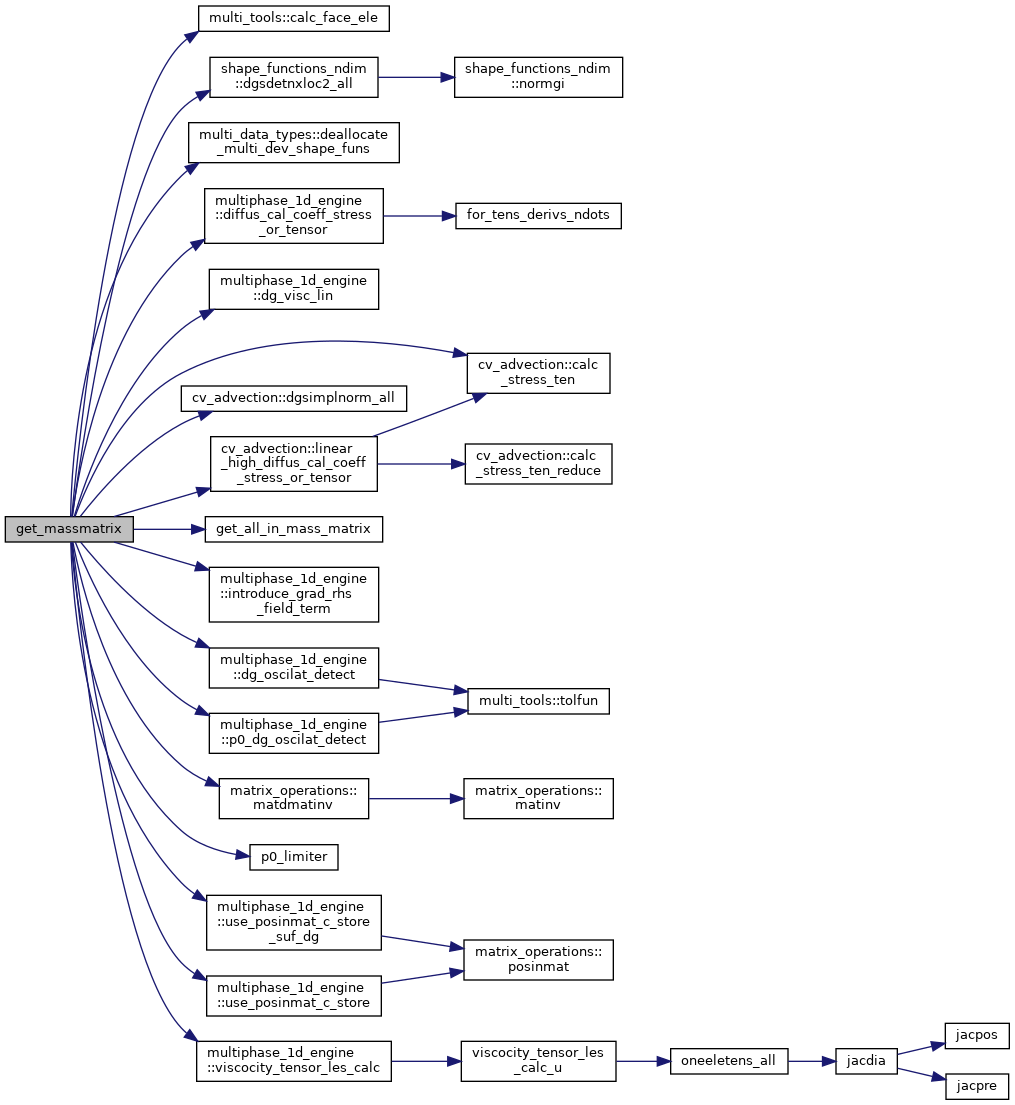 multi_tools::calc_face_ele
shape_functions_ndim
::dgsdetnxloc2_all
shape_functions_ndim
::normgi
multi_data_types::deallocate
_multi_dev_shape_funs
multiphase_1d_engine
::diffus_cal_coeff_stress
_or_tensor
for_tens_derivs_ndots
multiphase_1d_engine
::dg_visc_lin
cv_advection::calc
_stress_ten
cv_advection::dgsimplnorm_all
cv_advection::linear
_high_diffus_cal_coeff
_stress_or_tensor
cv_advection::calc
_stress_ten_reduce
get_massmatrix
get_all_in_mass_matrix
multiphase_1d_engine
::introduce_grad_rhs
_field_term
multiphase_1d_engine
::dg_oscilat_detect
multi_tools::tolfun
multiphase_1d_engine
::p0_dg_oscilat_detect
matrix_operations::
matdmatinv
matrix_operations::
matinv
p0_limiter
multiphase_1d_engine
::use_posinmat_c_store
_suf_dg
matrix_operations::
posinmat
multiphase_1d_engine
::use_posinmat_c_store
multiphase_1d_engine
::viscocity_tensor_les_calc
viscocity_tensor_les
_calc_u
oneeletens_all
jacdia
jacpos
jacpre